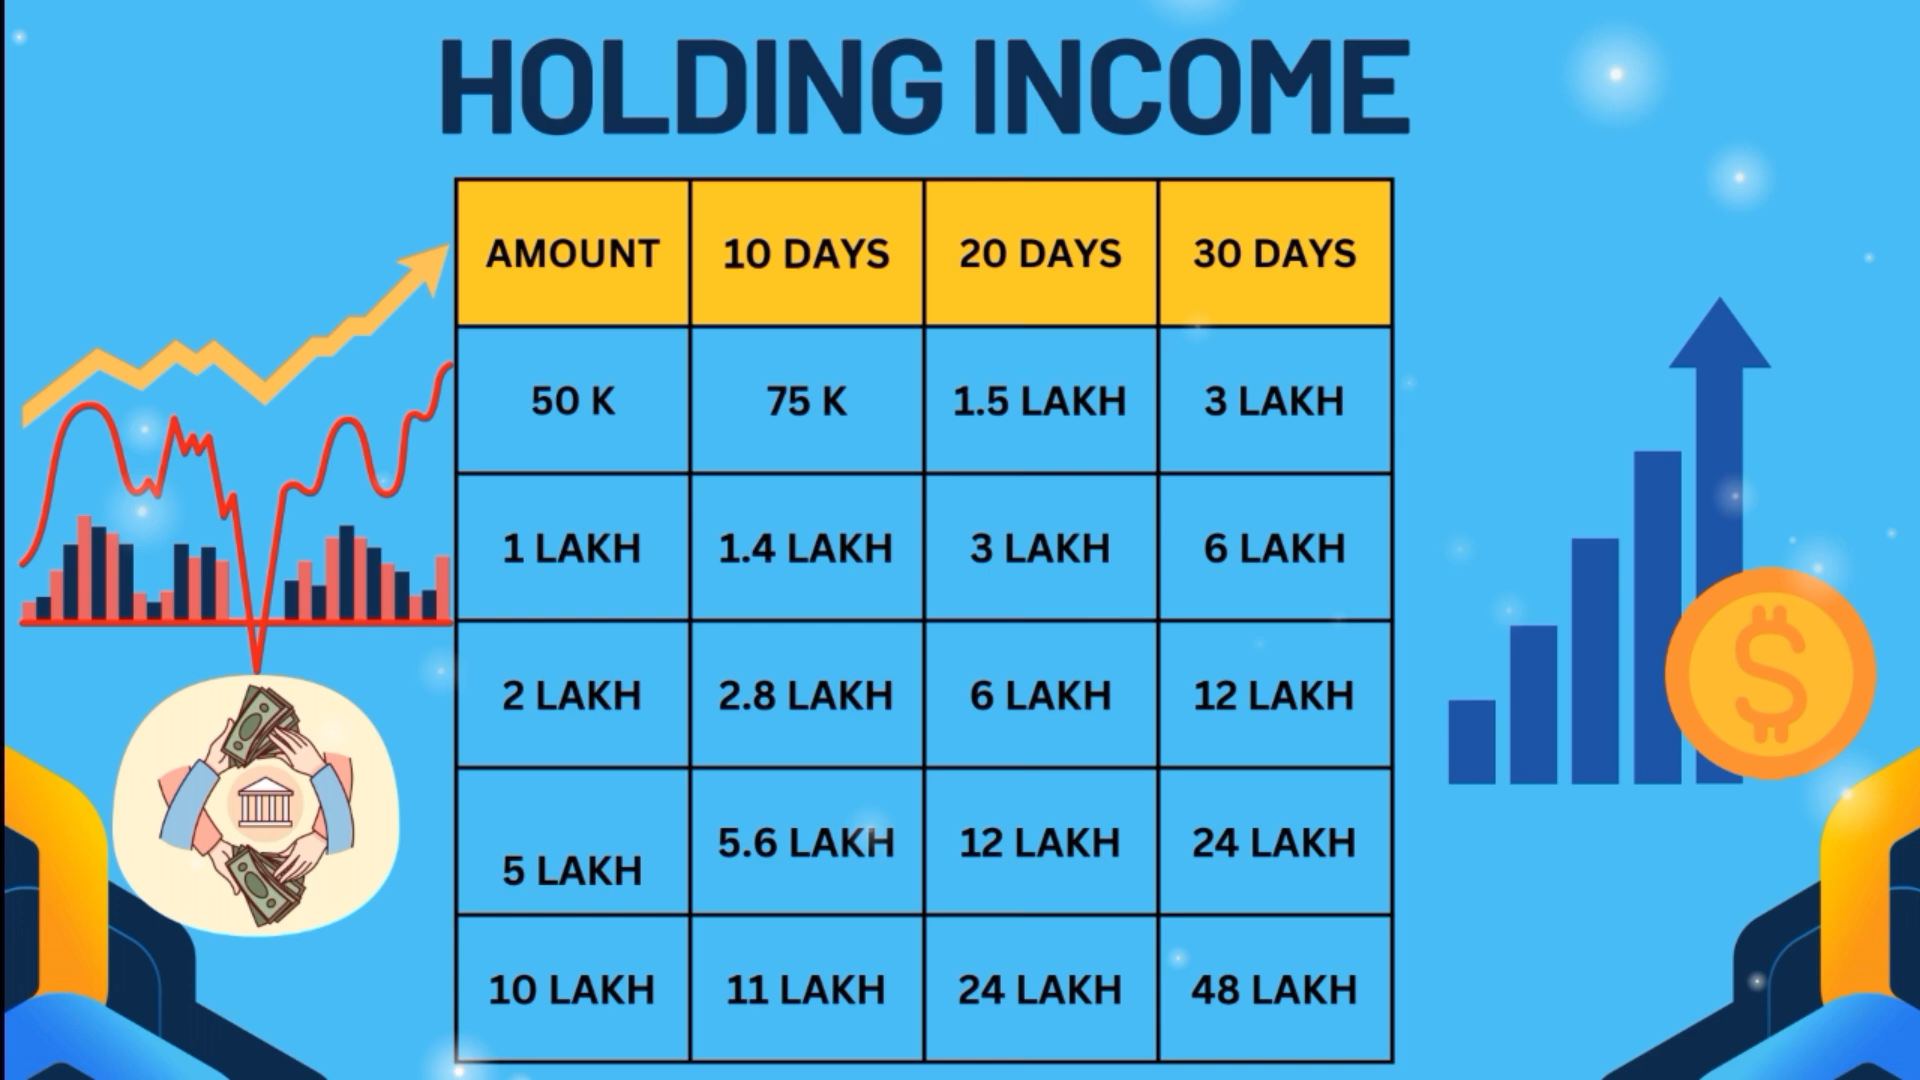 HOLDING INCOME
AMOUNT 10 DAYS 20 DAYS 30 DAYS
50 K 75 K 1.5 LAKH 3 LAKH
1 LAKH 1.4 LAKH 3 LAKH 6 LAKH
2 LAKH 2.8 LAKH 6 LAKH 12 LAKH
5 LAKH 5.6 LAKH 12 LAKH 24 LAKH
10 LAKH 11 LAKH 24 LAKH 48 LAKH
$